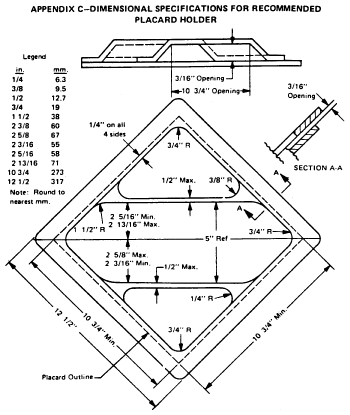 APPENDIX C—DIMENSIONAL SPECIFICATIONS FOR RECOMMENDED
PLACARD HOLDER
Legend
in. mm.
1/4 6.3
3/8 9.5
1/2 12.7
3/4 19
1 1/2 38
2 3/8 60
2 5/8 67
2 3/16 55
2 5/16 58
2 13/16 71
10 3/4 273
12 1/2 317
Note: Round to
nearest mm.
3/16" Opening
10 3/4" Opening
3/16"
Opening
SECTION A-A
1/4" on all
4 sides
3/4" R
1/2" Max.
3/8" R
A
A
2 5/16" Min.
2 13/16" Max.
1 1/2" R
5" Ref
3/4" R
2 5/8" Max.
2 3/16" Min.
1/2" Max.
1/4" R
3/4" R
12 1/2"
10 3/4" Min.
10 3/4" Min.
Placard Outline